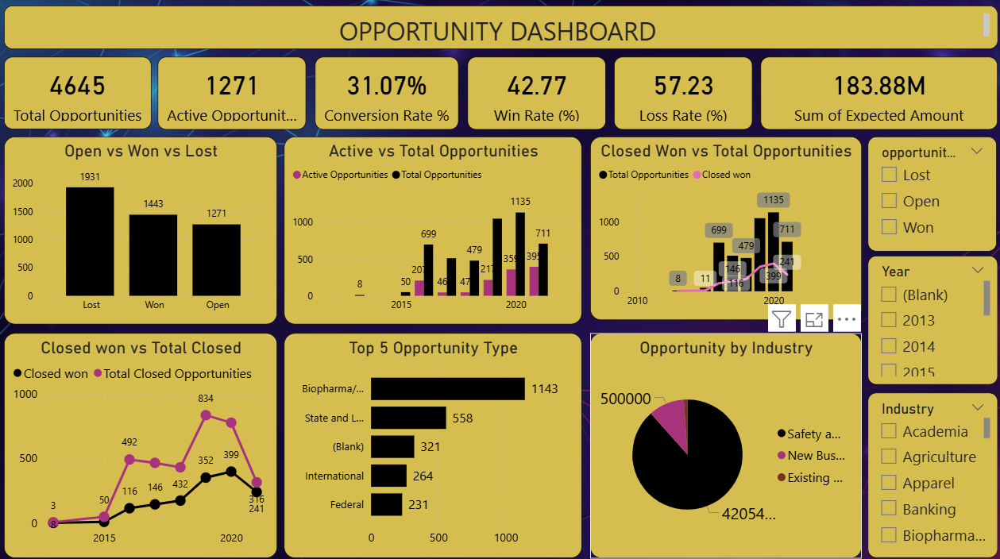 OPPORTUNITY DASHBOARD
4645
Total Opportunities
1271
Active Opportunit...
31.07%
Conversion Rate %
42.77
Win Rate (%)
57.23
Loss Rate (%)
183.88M
Sum of Expected Amount
Open vs Won vs Lost
2000
1500
1000
500
0
1931
1443
1271
Lost Won Open
Active vs Total Opportunities
Active Opportunities Total Opportunities
1000
500
0
8
50
207
699
46
47
479
217
359
1135
395
711
2015 2020
Closed Won vs Total Opportunities
Total Opportunities Closed won
1000
500
0
8
11
699
146
116
479
1135
399
711
241
2010 2020
opportunit...
Lost
Open
Won
Year
(Blank)
2013
2014
2015
Industry
Academia
Agriculture
Apparel
Banking
Biopharma...
Closed won vs Total Closed
Closed won Total Closed Opportunities
1000
500
0
3
8
50
492
116
146
432
834
352
399
316
241
2015 2020
Top 5 Opportunity Type
Biopharma/... 1143
State and L... 558
(Blank) 321
International 264
Federal 231
0 500 1000
Opportunity by Industry
500000
42054...
Safety a...
New Bus...
Existing ...